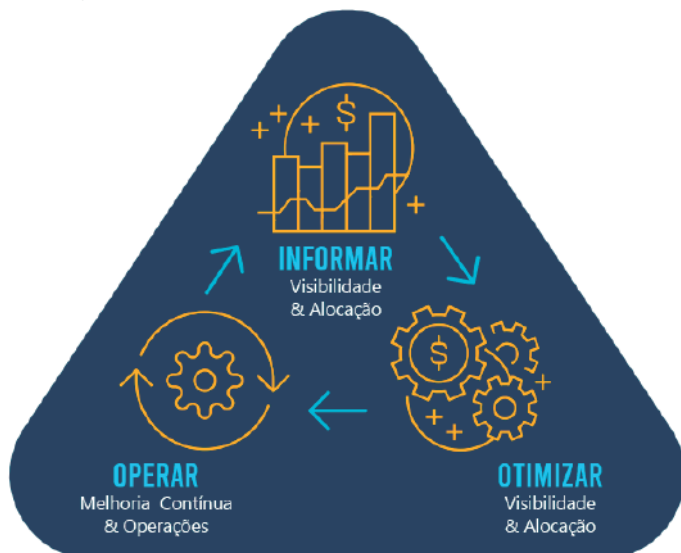 $
INFORMAR
Visibilidade
& Alocação
$
OPERAR
Melhoria Contínua
& Operações
OTIMIZAR
Visibilidade
& Alocação